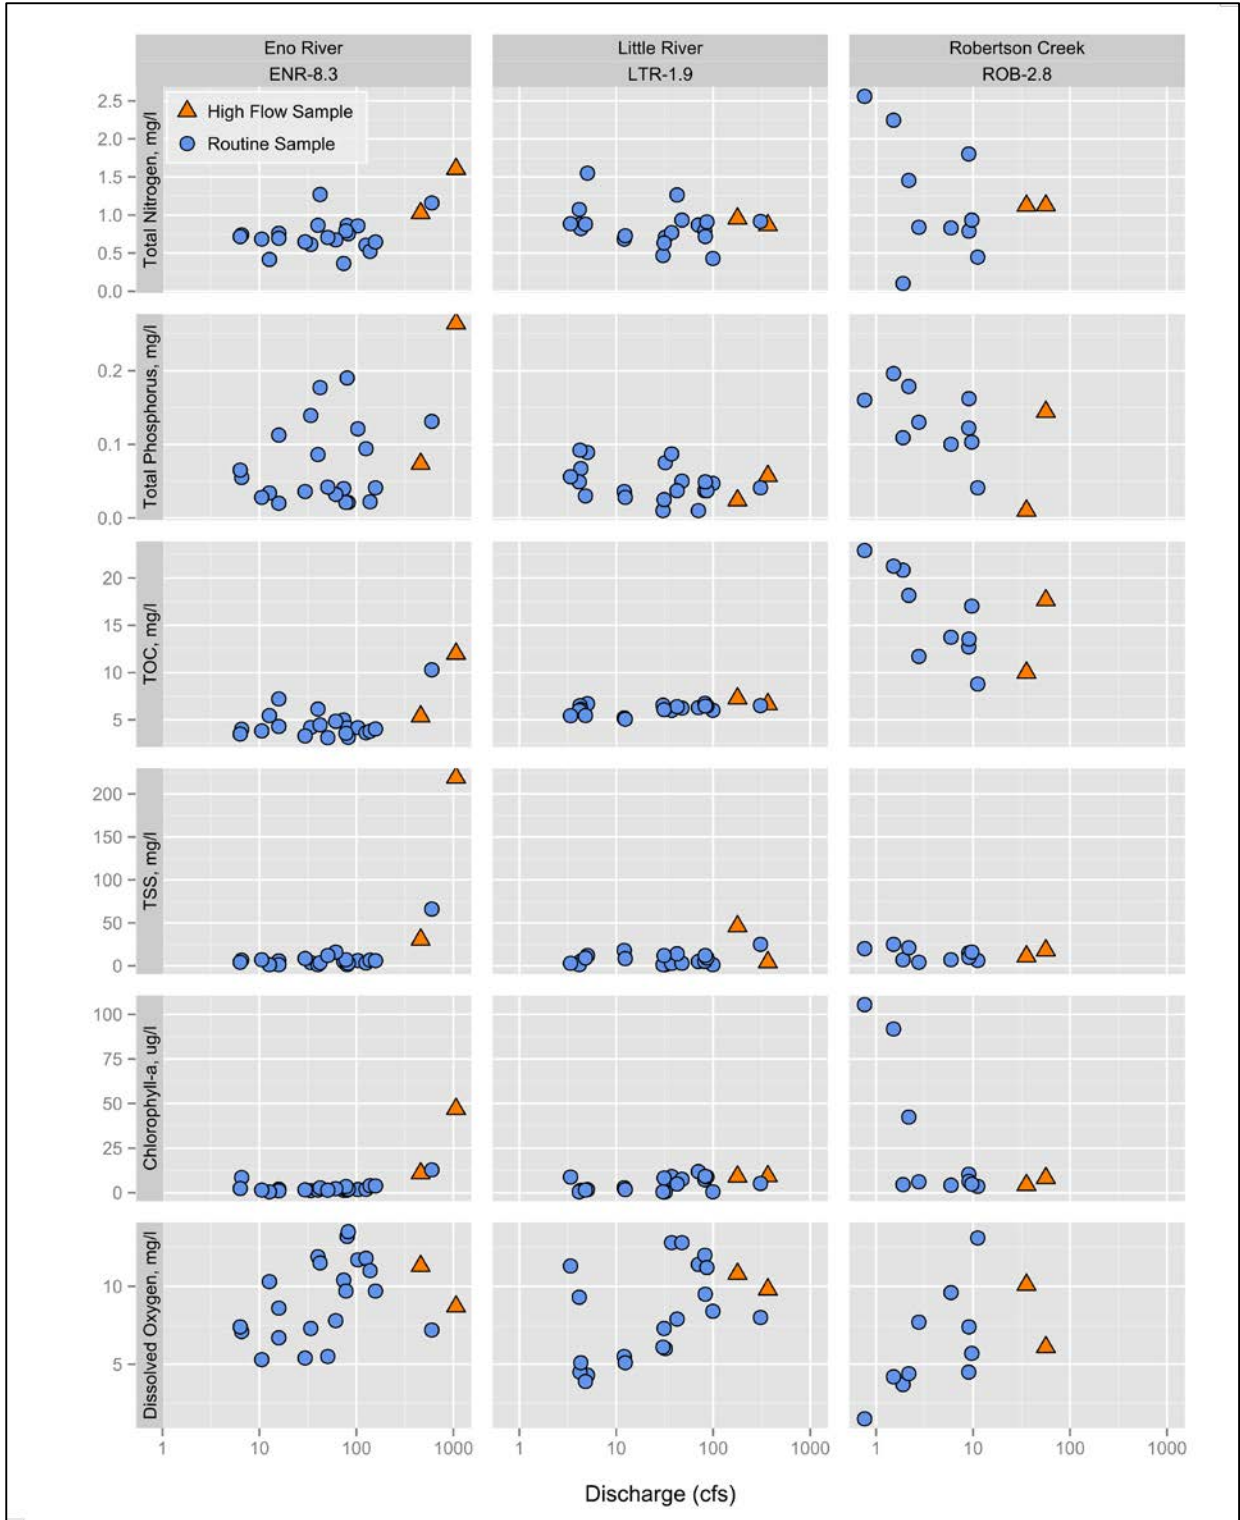 Eno River
ENR-8.3
Little River
LTR-1.9
Robertson Creek
ROB-2.8
High Flow Sample
Routine Sample
Total Nitrogen, mg/l
2.5
2.0
1.5
1.0
0.5
0.0
Total Phosphorus, mg/l
0.2
0.1
0.0
TOC, mg/l
20
15
10
5
TSS, mg/l
200
150
100
50
0
Chlorophyll-a, ug/l
100
75
50
25
0
Dissolved Oxygen, mg/l
10
5
1 10 100 1000
1 10 100 1000
1 10 100 1000
Discharge (cfs)